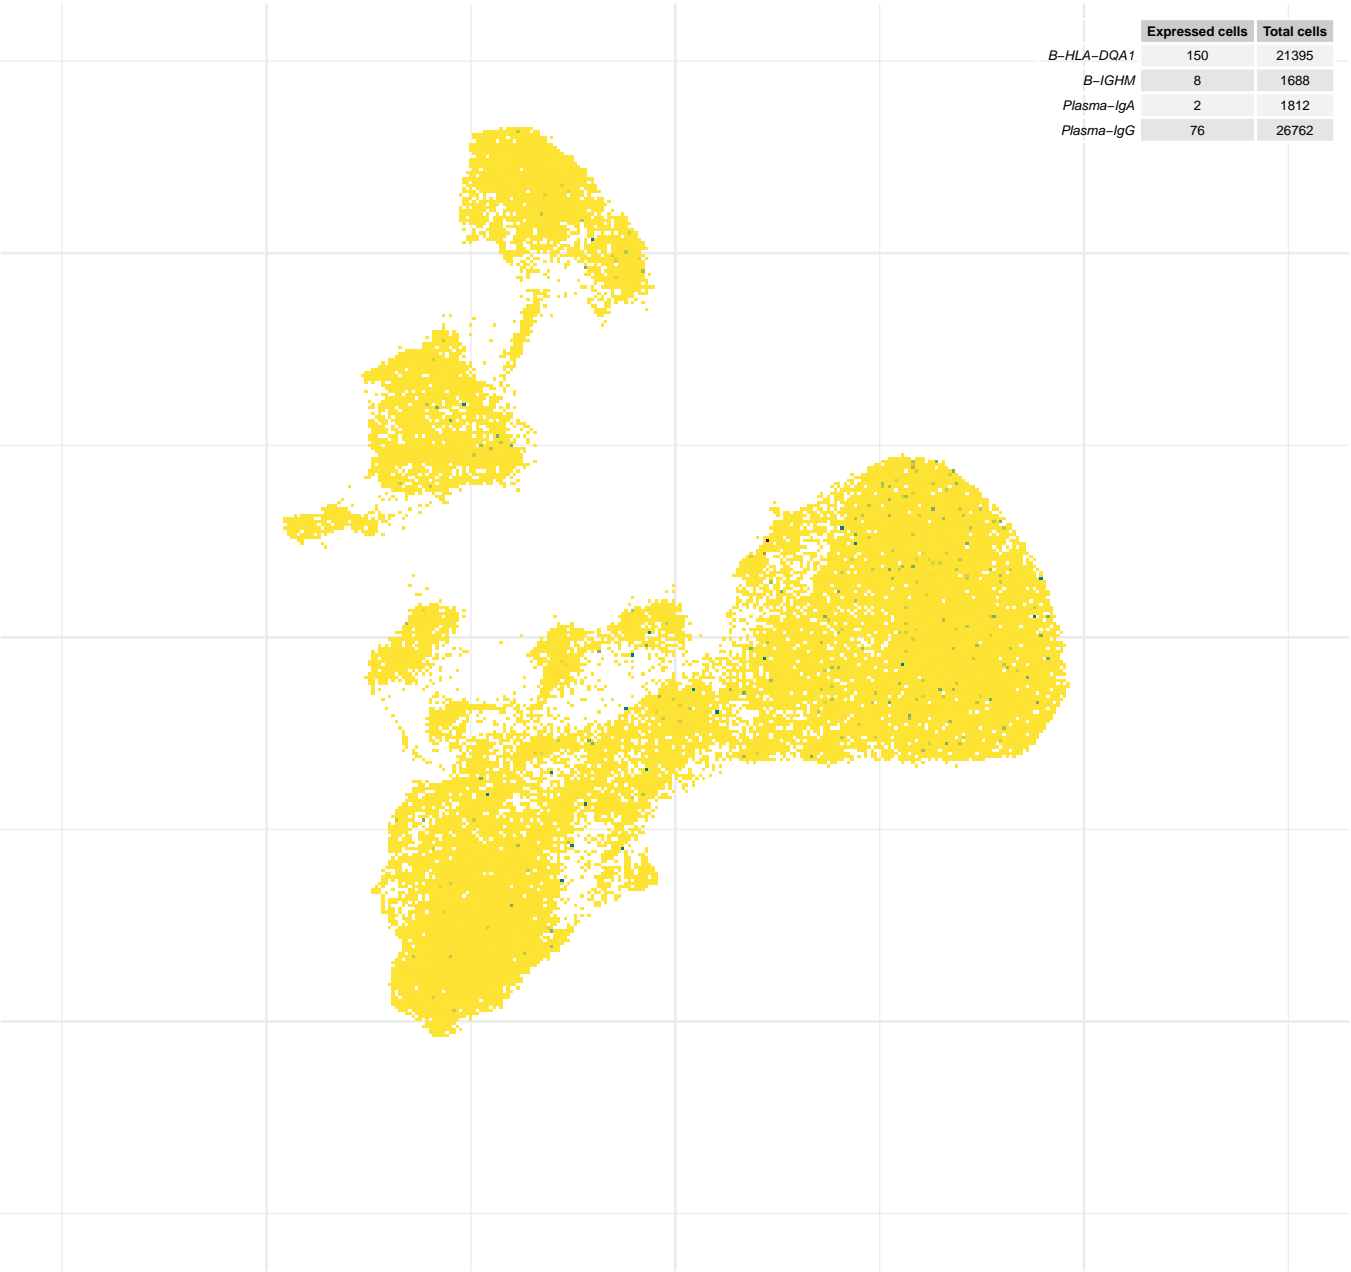 Expressed cells Total cells
B−HLA−DQA1 150 21395
B−IGHM 8 1688
Plasma−IgA 2 1812
Plasma−IgG 76 26762